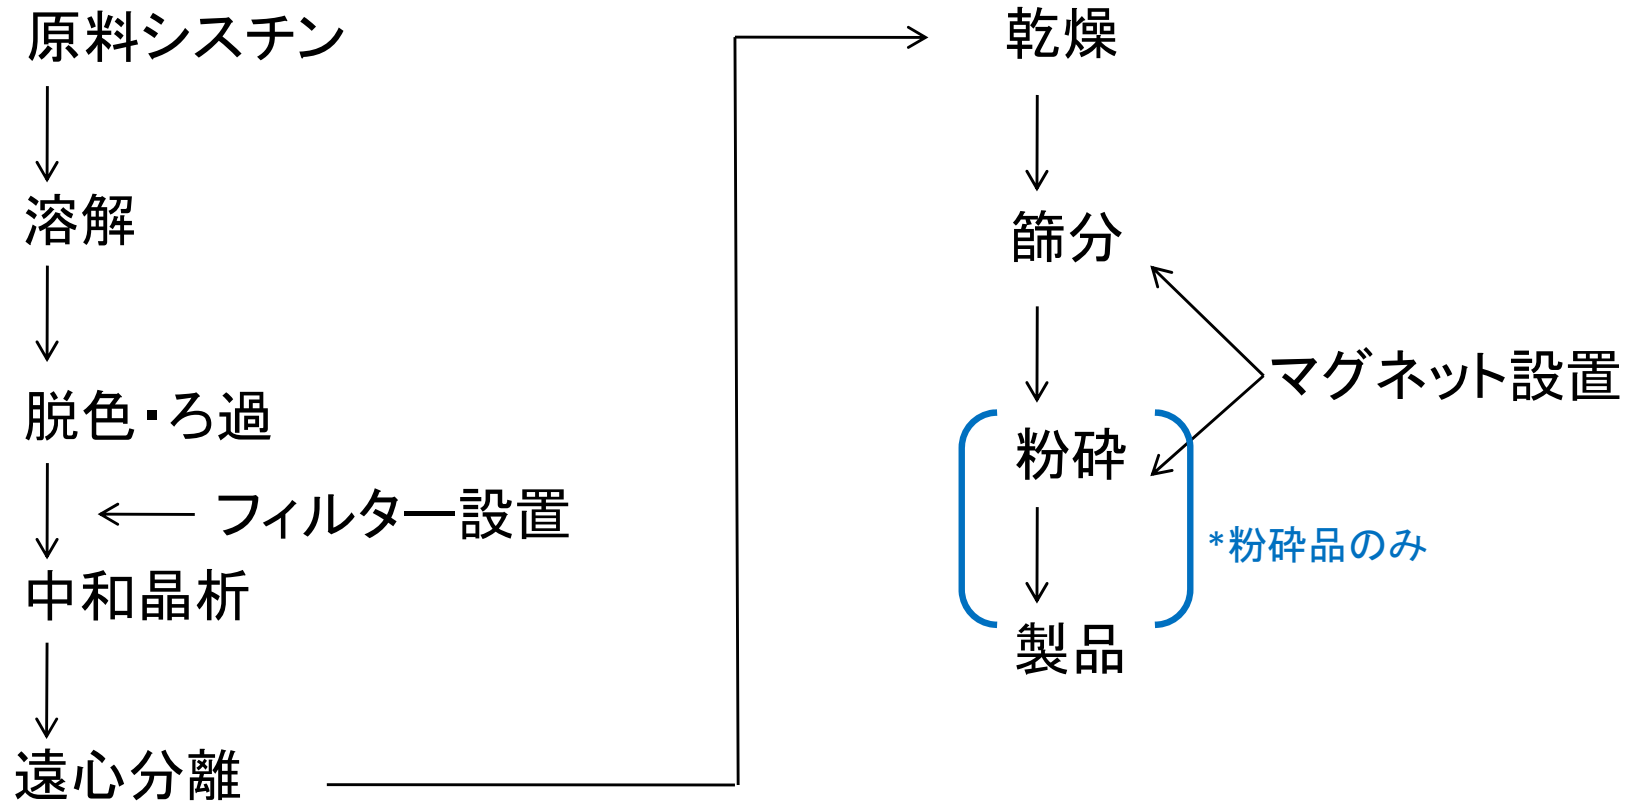 原料シスチン
溶解
脱色・ろ過
フィルター設置
中和晶析
遠心分離
乾燥
篩分
マグネット設置
粉砕
*粉砕品のみ
製品